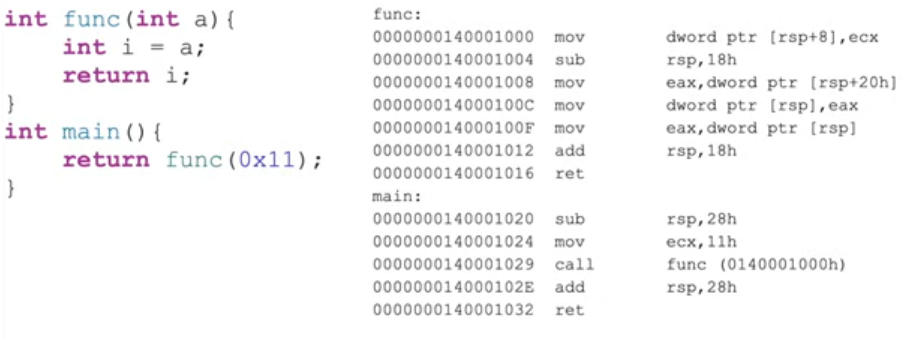 int func(int a){
    int i = a;
    return i;
}
int main(){
    return func(0x11);
}
func:
0000000140001000 mov dword ptr [rsp+8],ecx
0000000140001004 sub rsp,18h
0000000140001008 mov eax,dword ptr [rsp+20h]
000000014000100C mov dword ptr [rsp],eax
000000014000100F mov eax,dword ptr [rsp]
0000000140001012 add rsp,18h
0000000140001016 ret
main:
0000000140001020 sub rsp,28h
0000000140001024 mov ecx,11h
0000000140001029 call func (0140001000h)
000000014000102E add rsp,28h
0000000140001032 ret